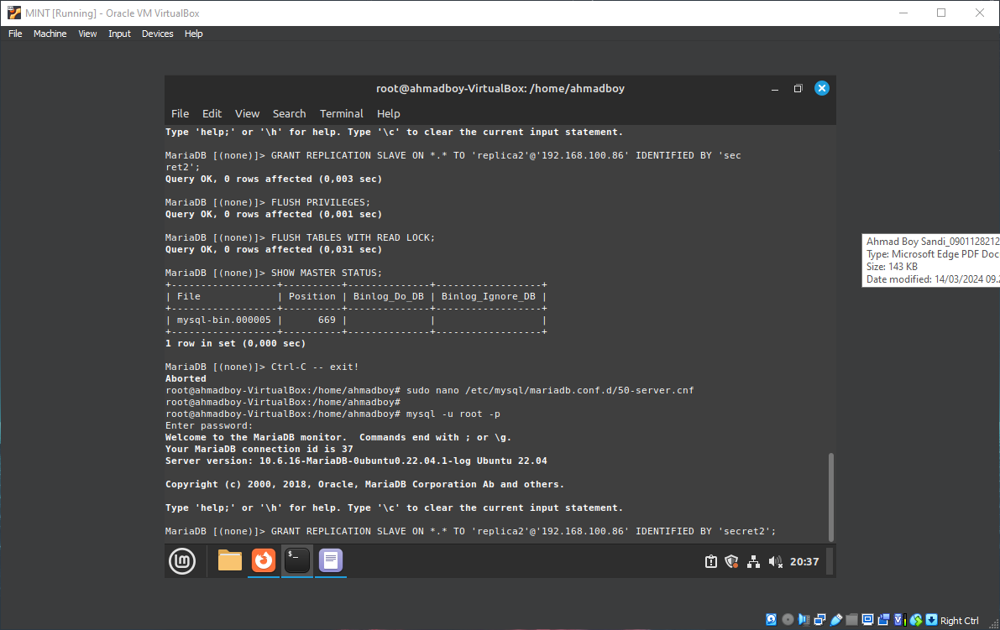 MINT [Running] - Oracle VM VirtualBox
File Machine View Input Devices Help
root@ahmadboy-VirtualBox: /home/ahmadboy
File Edit View Search Terminal Help
Type 'help;' or '\h' for help. Type '\c' to clear the current input statement.
MariaDB [(none)]> GRANT REPLICATION SLAVE ON *.* TO 'replica2'@'192.168.100.86' IDENTIFIED BY 'sec
ret2';
Query OK, 0 rows affected (0,003 sec)
MariaDB [(none)]> FLUSH PRIVILEGES;
Query OK, 0 rows affected (0,001 sec)
MariaDB [(none)]> FLUSH TABLES WITH READ LOCK;
Query OK, 0 rows affected (0,031 sec)
MariaDB [(none)]> SHOW MASTER STATUS;
+------------------+----------+--------------+------------------+
| File             | Position | Binlog_Do_DB | Binlog_Ignore_DB |
+------------------+----------+--------------+------------------+
| mysql-bin.000005 |      669 |              |                  |
+------------------+----------+--------------+------------------+
1 row in set (0,000 sec)
MariaDB [(none)]> Ctrl-C -- exit!
Aborted
root@ahmadboy-VirtualBox:/home/ahmadboy# sudo nano /etc/mysql/mariadb.conf.d/50-server.cnf
root@ahmadboy-VirtualBox:/home/ahmadboy#
root@ahmadboy-VirtualBox:/home/ahmadboy# mysql -u root -p
Enter password:
Welcome to the MariaDB monitor.  Commands end with ; or \g.
Your MariaDB connection id is 37
Server version: 10.6.16-MariaDB-0ubuntu0.22.04.1-log Ubuntu 22.04
Copyright (c) 2000, 2018, Oracle, MariaDB Corporation Ab and others.
Type 'help;' or '\h' for help. Type '\c' to clear the current input statement.
MariaDB [(none)]> GRANT REPLICATION SLAVE ON *.* TO 'replica2'@'192.168.100.86' IDENTIFIED BY 'secret2';
Ahmad Boy Sandi_0901128212
Type: Microsoft Edge PDF Doc
Size: 143 KB
Date modified: 14/03/2024 09.
20:37
Right Ctrl